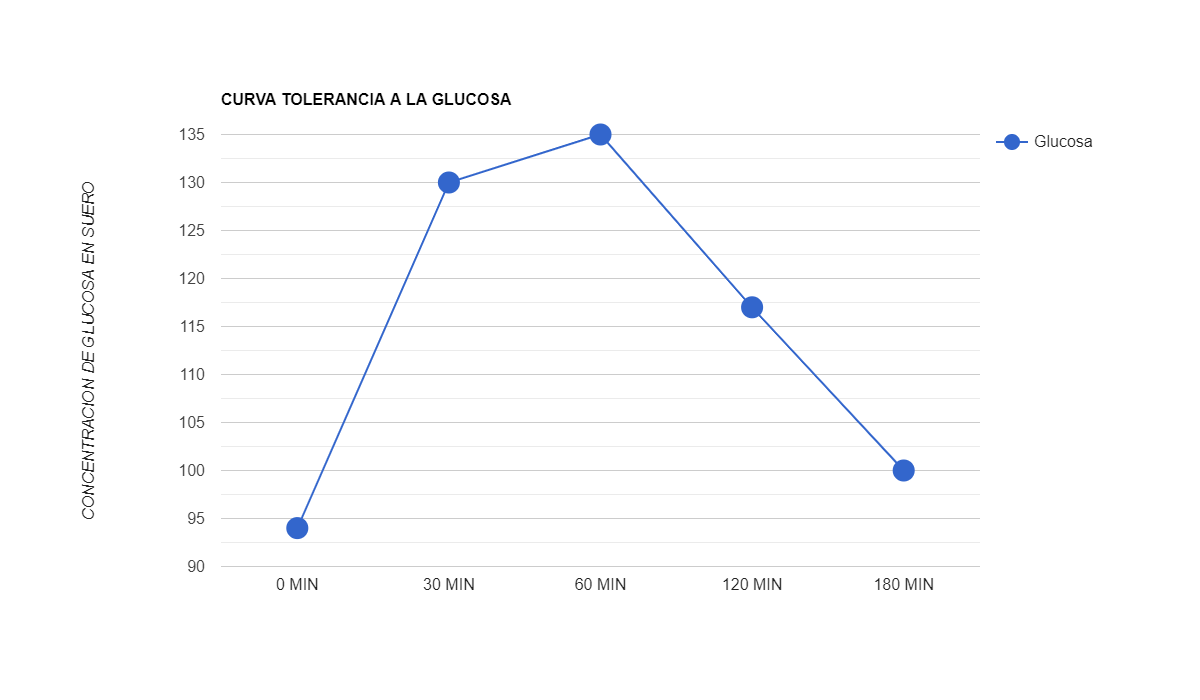 CURVA TOLERANCIA A LA GLUCOSA
Glucosa
CONCENTRACION DE GLUCOSA EN SUERO
135
130
125
120
115
110
105
100
95
90
0 MIN
30 MIN
60 MIN
120 MIN
180 MIN